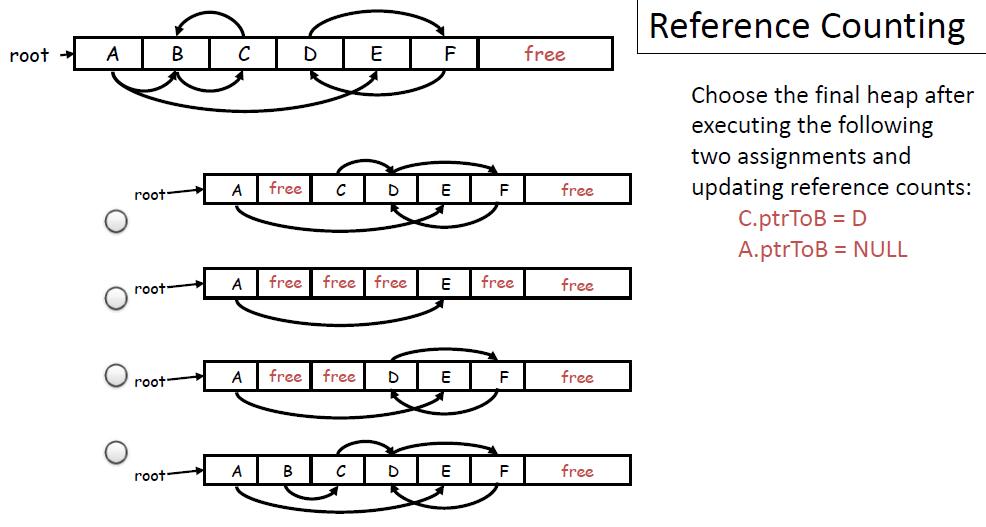 Reference Counting
root A B C D E F free
Choose the final heap after
executing the following
two assignments and
updating reference counts:
C.ptrToB = D
A.ptrToB = NULL
root A free C D E F free
root A free free free E free free
root A free free D E F free
root A B C D E F free